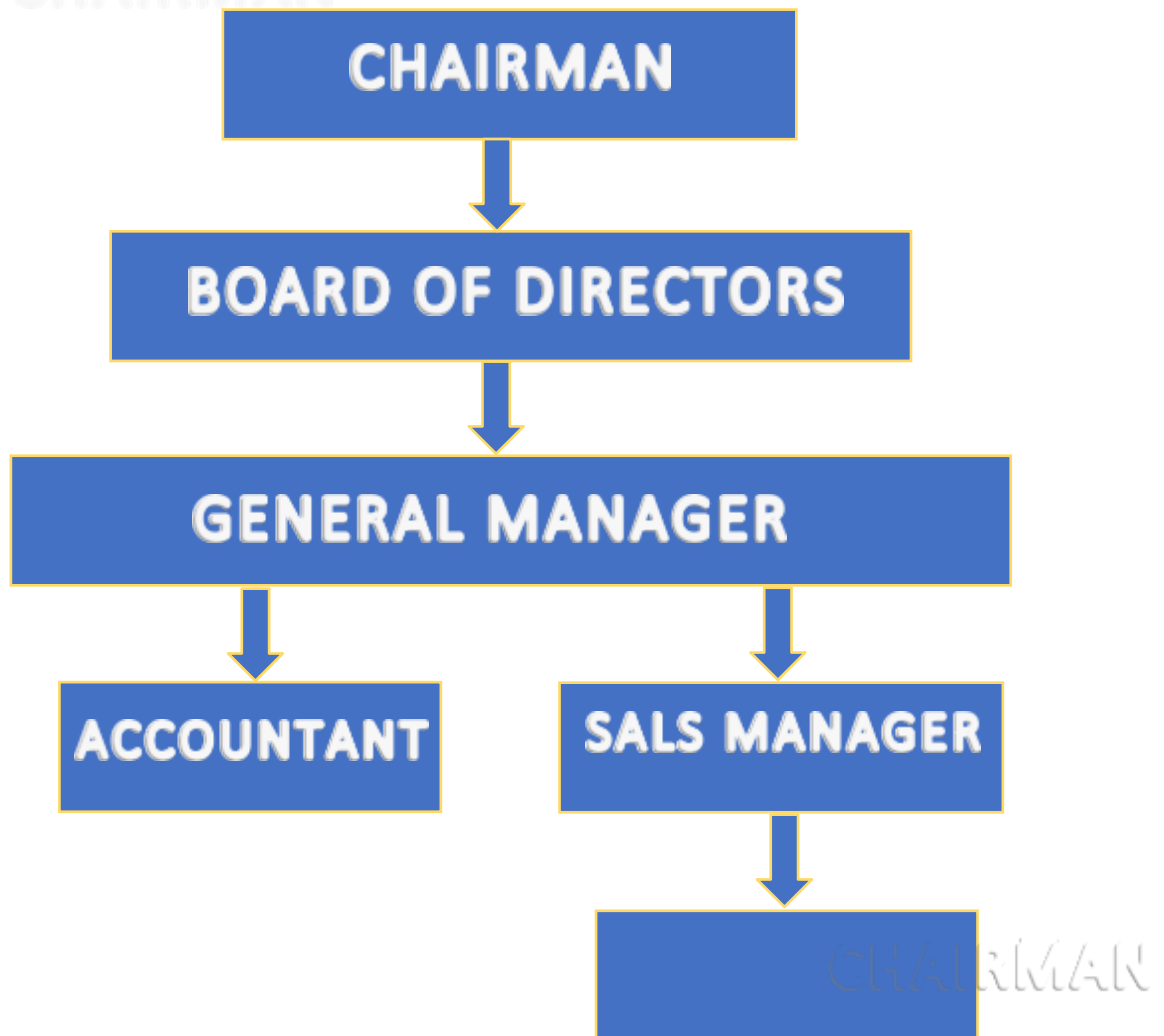 CHAIRMAN
BOARD OF DIRECTORS
GENERAL MANAGER
ACCOUNTANT
SALS MANAGER
CHAIRMAN